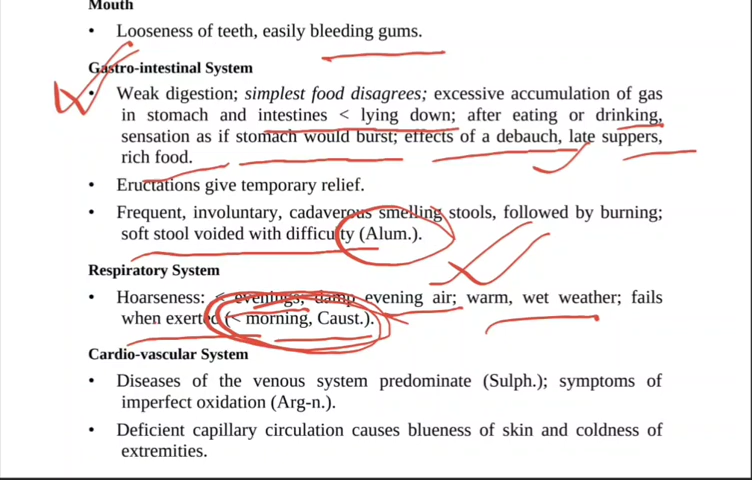 Mouth
• Looseness of teeth, easily bleeding gums.
Gastro-intestinal System
• Weak digestion; simplest food disagrees; excessive accumulation of gas
in stomach and intestines < lying down; after eating or drinking,
sensation as if stomach would burst; effects of a debauch, late suppers,
rich food.
• Eructations give temporary relief.
• Frequent, involuntary, cadaverous smelling stools, followed by burning;
soft stool voided with difficulty (Alum.).
Respiratory System
• Hoarseness: < evenings; damp evening air; warm, wet weather; fails
when exerted (< morning, Caust.).
Cardio-vascular System
• Diseases of the venous system predominate (Sulph.); symptoms of
imperfect oxidation (Arg-n.).
• Deficient capillary circulation causes blueness of skin and coldness of
extremities.